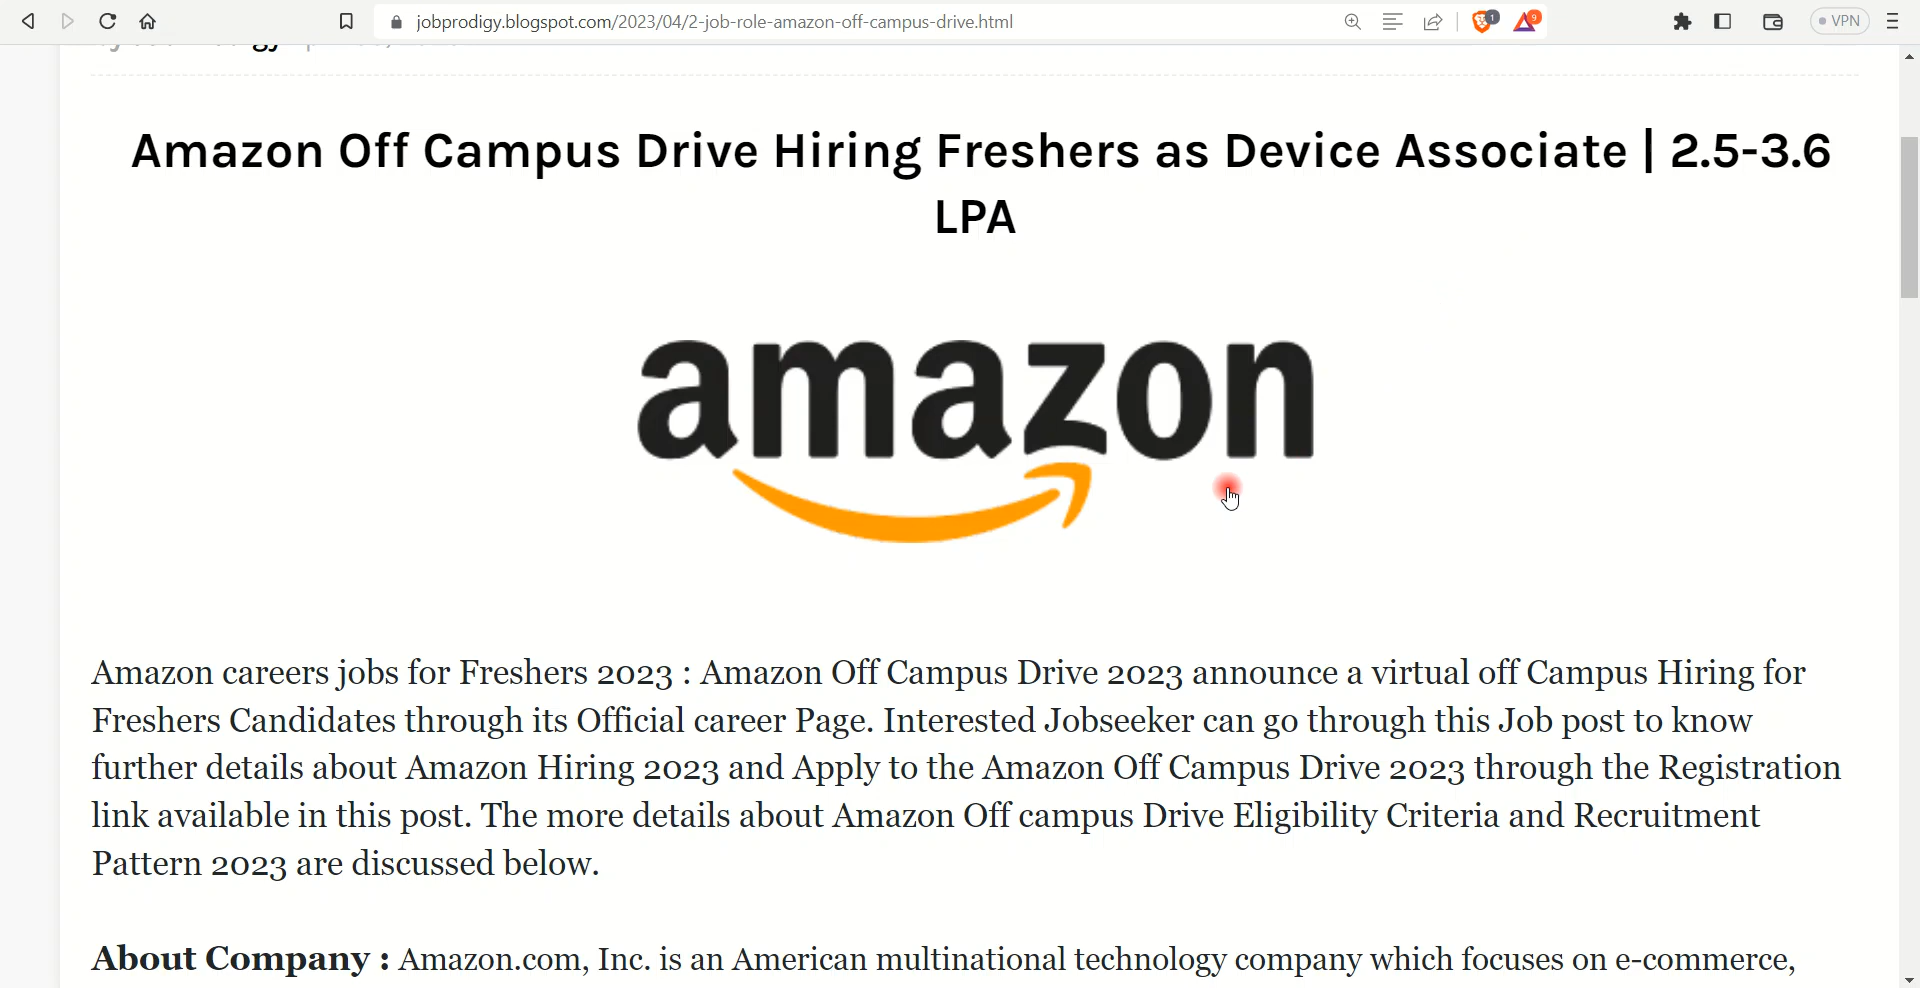 jobprodigy.blogspot.com/2023/04/2-job-role-amazon-off-campus-drive.html
1
9
VPN
Amazon Off Campus Drive Hiring Freshers as Device Associate | 2.5-3.6
LPA
amazon
Amazon careers jobs for Freshers 2023 : Amazon Off Campus Drive 2023 announce a virtual off Campus Hiring for
Freshers Candidates through its Official career Page. Interested Jobseeker can go through this Job post to know
further details about Amazon Hiring 2023 and Apply to the Amazon Off Campus Drive 2023 through the Registration
link available in this post. The more details about Amazon Off campus Drive Eligibility Criteria and Recruitment
Pattern 2023 are discussed below.
About Company : Amazon.com, Inc. is an American multinational technology company which focuses on e-commerce,